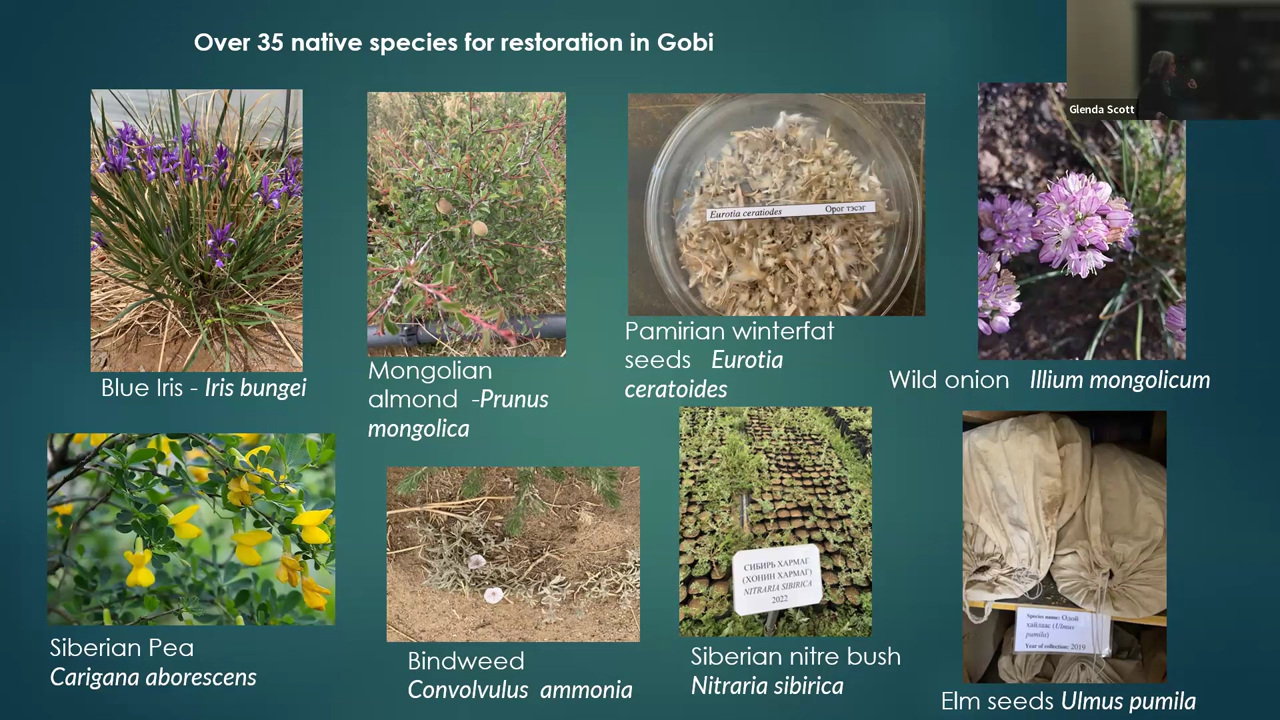 Over 35 native species for restoration in Gobi
Glenda Scott
Eurotia ceratiodes Орог тэсэг
Blue Iris - Iris bungei
Mongolian
almond -Prunus
mongolica
Pamirian winterfat
seeds Eurotia
ceratoides
Wild onion Illium mongolicum
СИБИРЬ ХАРМАГ
(ХОНИН ХАРМАГ)
NITRARIA SIBIRICA
2022
Species name: Одой
хайлаас (Ulmus
pumila)
Year of collection: 2019
Siberian Pea
Carigana aborescens
Bindweed
Convolvulus ammonia
Siberian nitre bush
Nitraria sibirica
Elm seeds Ulmus pumila